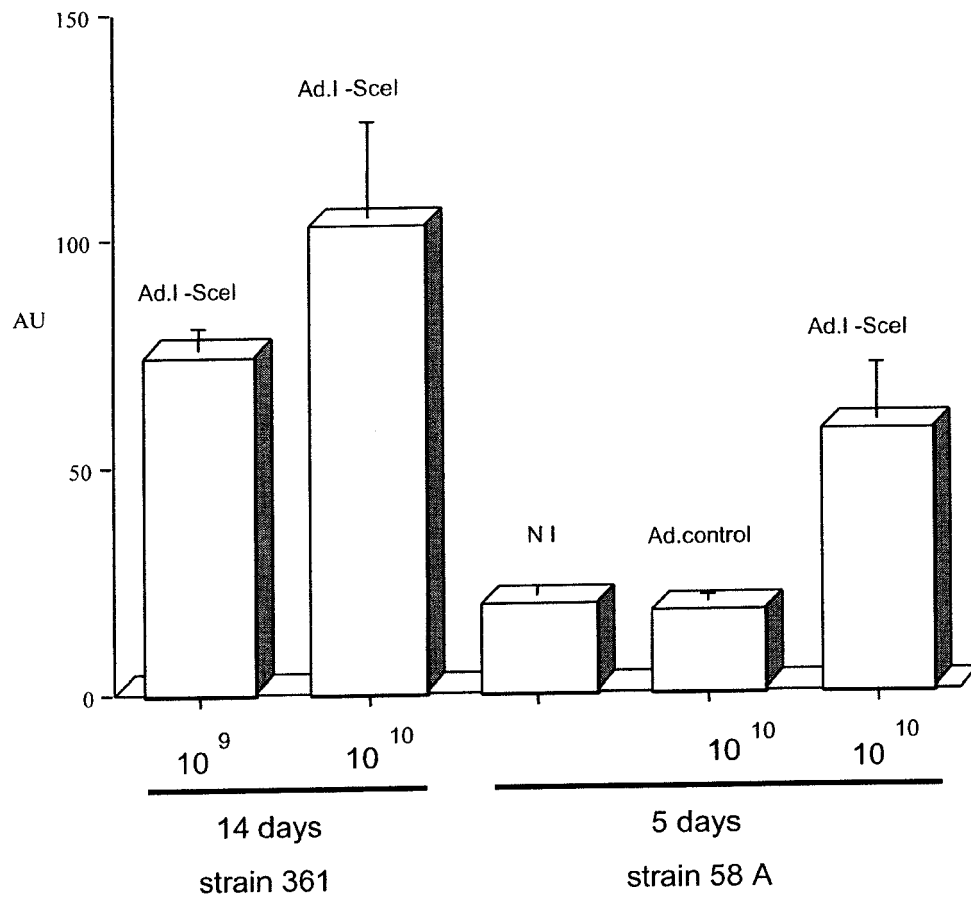 150
Ad.I -SceI
Ad.I -SceI
100
AU
Ad.I -SceI
50
N I
Ad.control
0
10 9
10 10
10 10
10 10
14 days
5 days
strain 361
strain 58 A